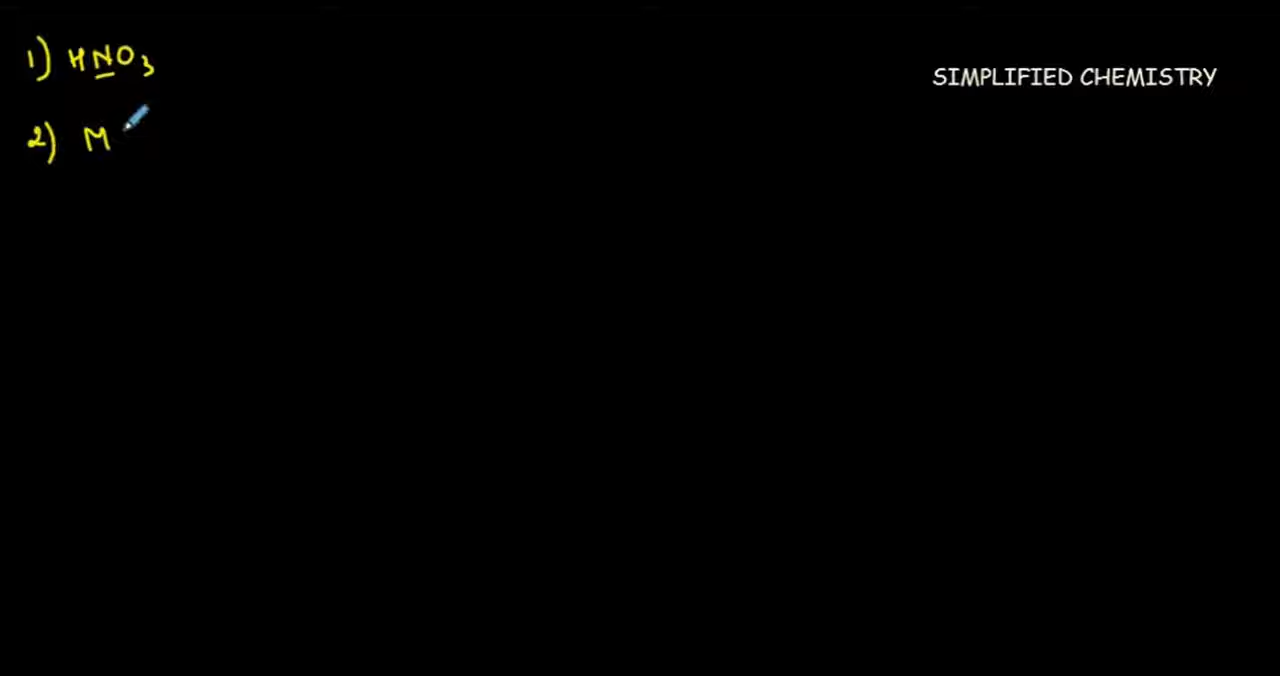 1) HNO₃
SIMPLIFIED CHEMISTRY
2) M